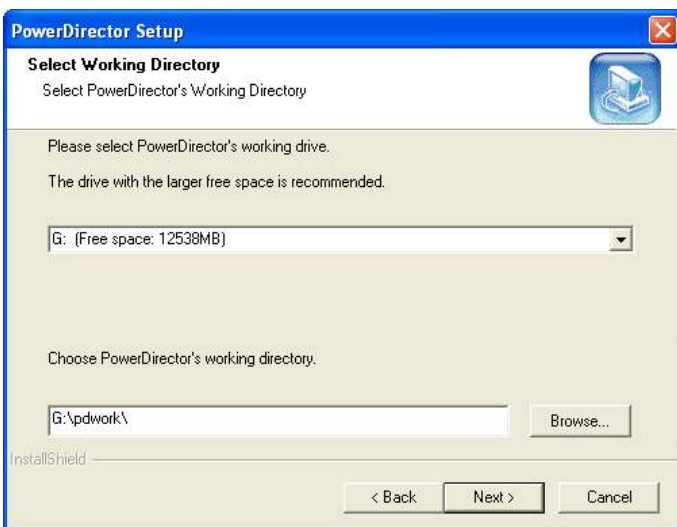 PowerDirector Setup
Select Working Directory
Select PowerDirector's Working Directory
Please select PowerDirector's working drive.
The drive with the larger free space is recommended.
G: (Free space: 12538MB)
Choose PowerDirector's working directory.
G:\pdwork\
Browse...
InstallShield
< Back
Next >
Cancel